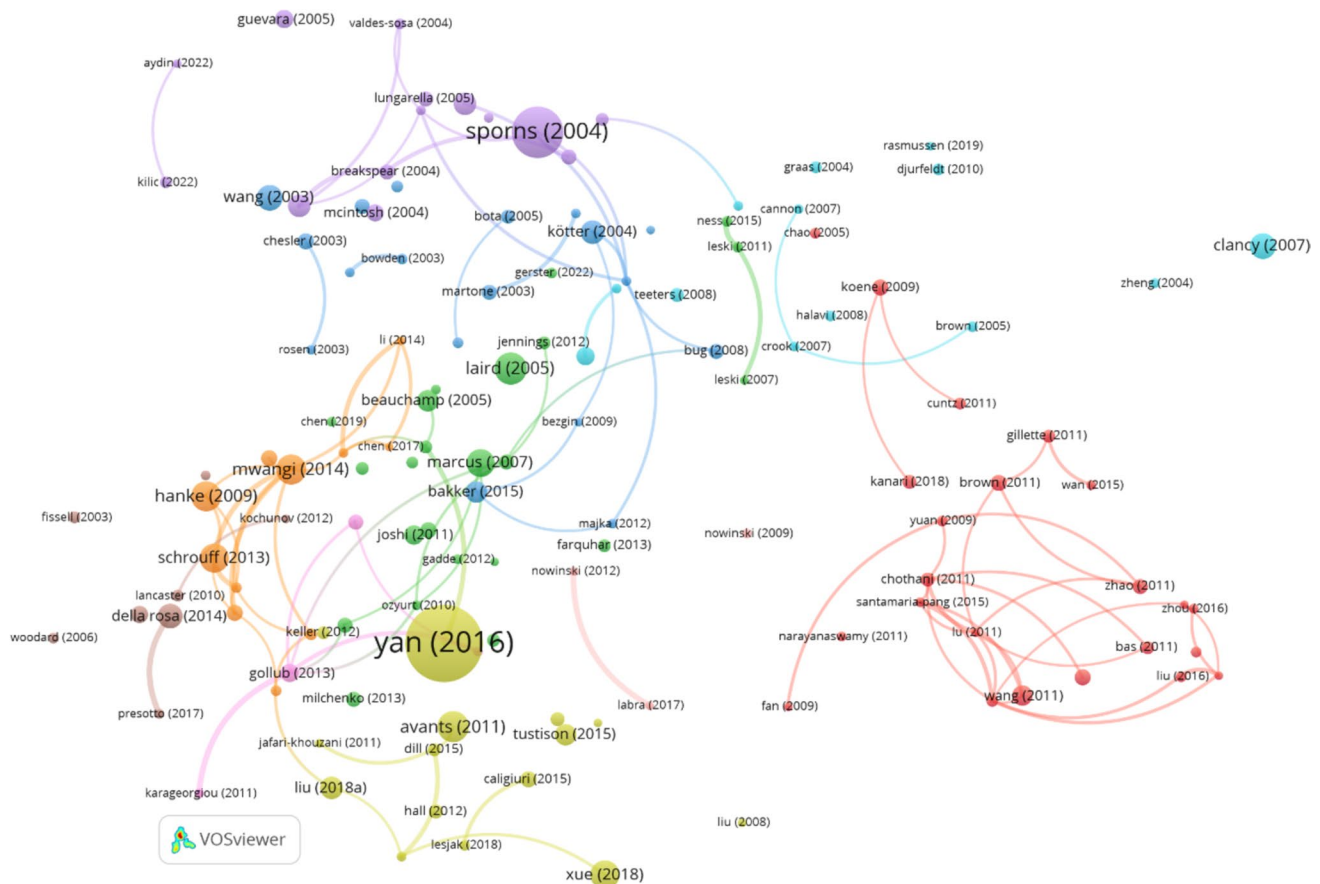 guevara (2005)
valdes-sosa (2004)
aydin (2022)
lungarella (2005)
sporns (2004)
rasmussen (2019)
graas (2004)
djurfeldt (2010)
breakspear (2004)
kilic (2022)
wang (2003)
mcintosh (2004)
bota (2005)
cannon (2007)
ness (2015)
kötter (2004)
chao (2005)
chesler (2003)
leski (2011)
clancy (2007)
bowden (2003)
gerster (2022)
martone (2003)
teeters (2008)
koene (2009)
zheng (2004)
halavi (2008)
brown (2005)
li (2014)
jennings (2012)
rosen (2003)
bug (2008)
crook (2007)
laird (2005)
leski (2007)
beauchamp (2005)
cuntz (2011)
chen (2019)
bezgin (2009)
gillette (2011)
chen (2017)
mwangi (2014)
marcus (2007)
hanke (2009)
bakker (2015)
kanari (2018)
brown (2011)
wan (2015)
fissell (2003)
kochunov (2012)
yuan (2009)
majka (2012)
joshi (2011)
nowinski (2009)
farquhar (2013)
schrouff (2013)
gadde (2012)
nowinski (2012)
chothani (2011)
zhao (2011)
lancaster (2010)
santamaria-pang (2015)
ozyurt (2010)
zhou (2016)
della rosa (2014)
keller (2012)
lu (2011)
woodard (2006)
narayanaswamy (2011)
yan (2016)
bas (2011)
gollub (2013)
liu (2016)
milchenko (2013)
wang (2011)
labra (2017)
fan (2009)
presotto (2017)
avants (2011)
tustison (2015)
jafari-khouzani (2011)
dill (2015)
caligiuri (2015)
liu (2018a)
karageorgiou (2011)
hall (2012)
liu (2008)
VOSviewer
lesjak (2018)
xue (2018)